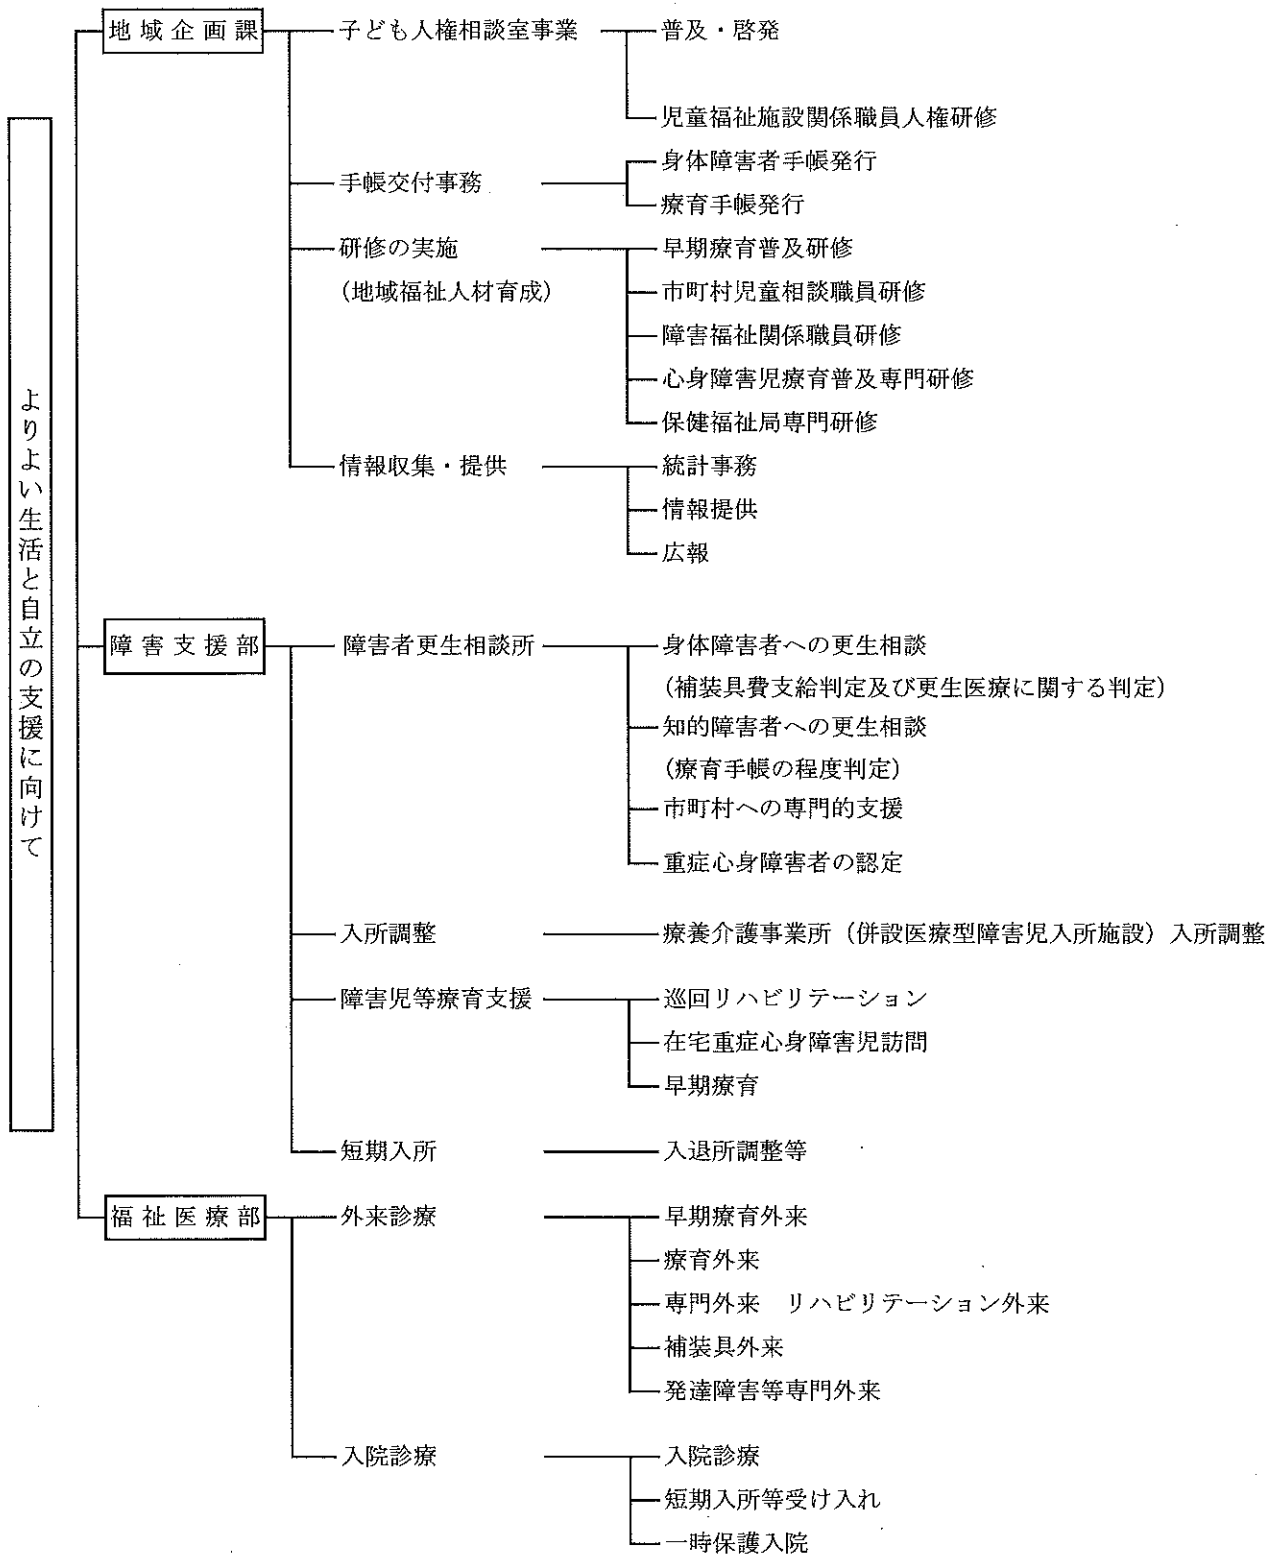 よりよい生活と自立の支援に向けて
地域企画課
子ども人権相談室事業
普及・啓発
児童福祉施設関係職員人権研修
手帳交付事務
身体障害者手帳発行
療育手帳発行
研修の実施
(地域福祉人材育成)
早期療育普及研修
市町村児童相談職員研修
障害福祉関係職員研修
心身障害児療育普及専門研修
保健福祉局専門研修
情報収集・提供
統計事務
情報提供
広報
障害支援部
障害者更生相談所
身体障害者への更生相談
(補装具費支給判定及び更生医療に関する判定)
知的障害者への更生相談
(療育手帳の程度判定)
市町村への専門的支援
重症心身障害者の認定
入所調整
療養介護事業所（併設医療型障害児入所施設）入所調整
障害児等療育支援
巡回リハビリテーション
在宅重症心身障害児訪問
早期療育
短期入所
入退所調整等
福祉医療部
外来診療
早期療育外来
療育外来
専門外来　リハビリテーション外来
補装具外来
発達障害等専門外来
入院診療
入院診療
短期入所等受け入れ
一時保護入院